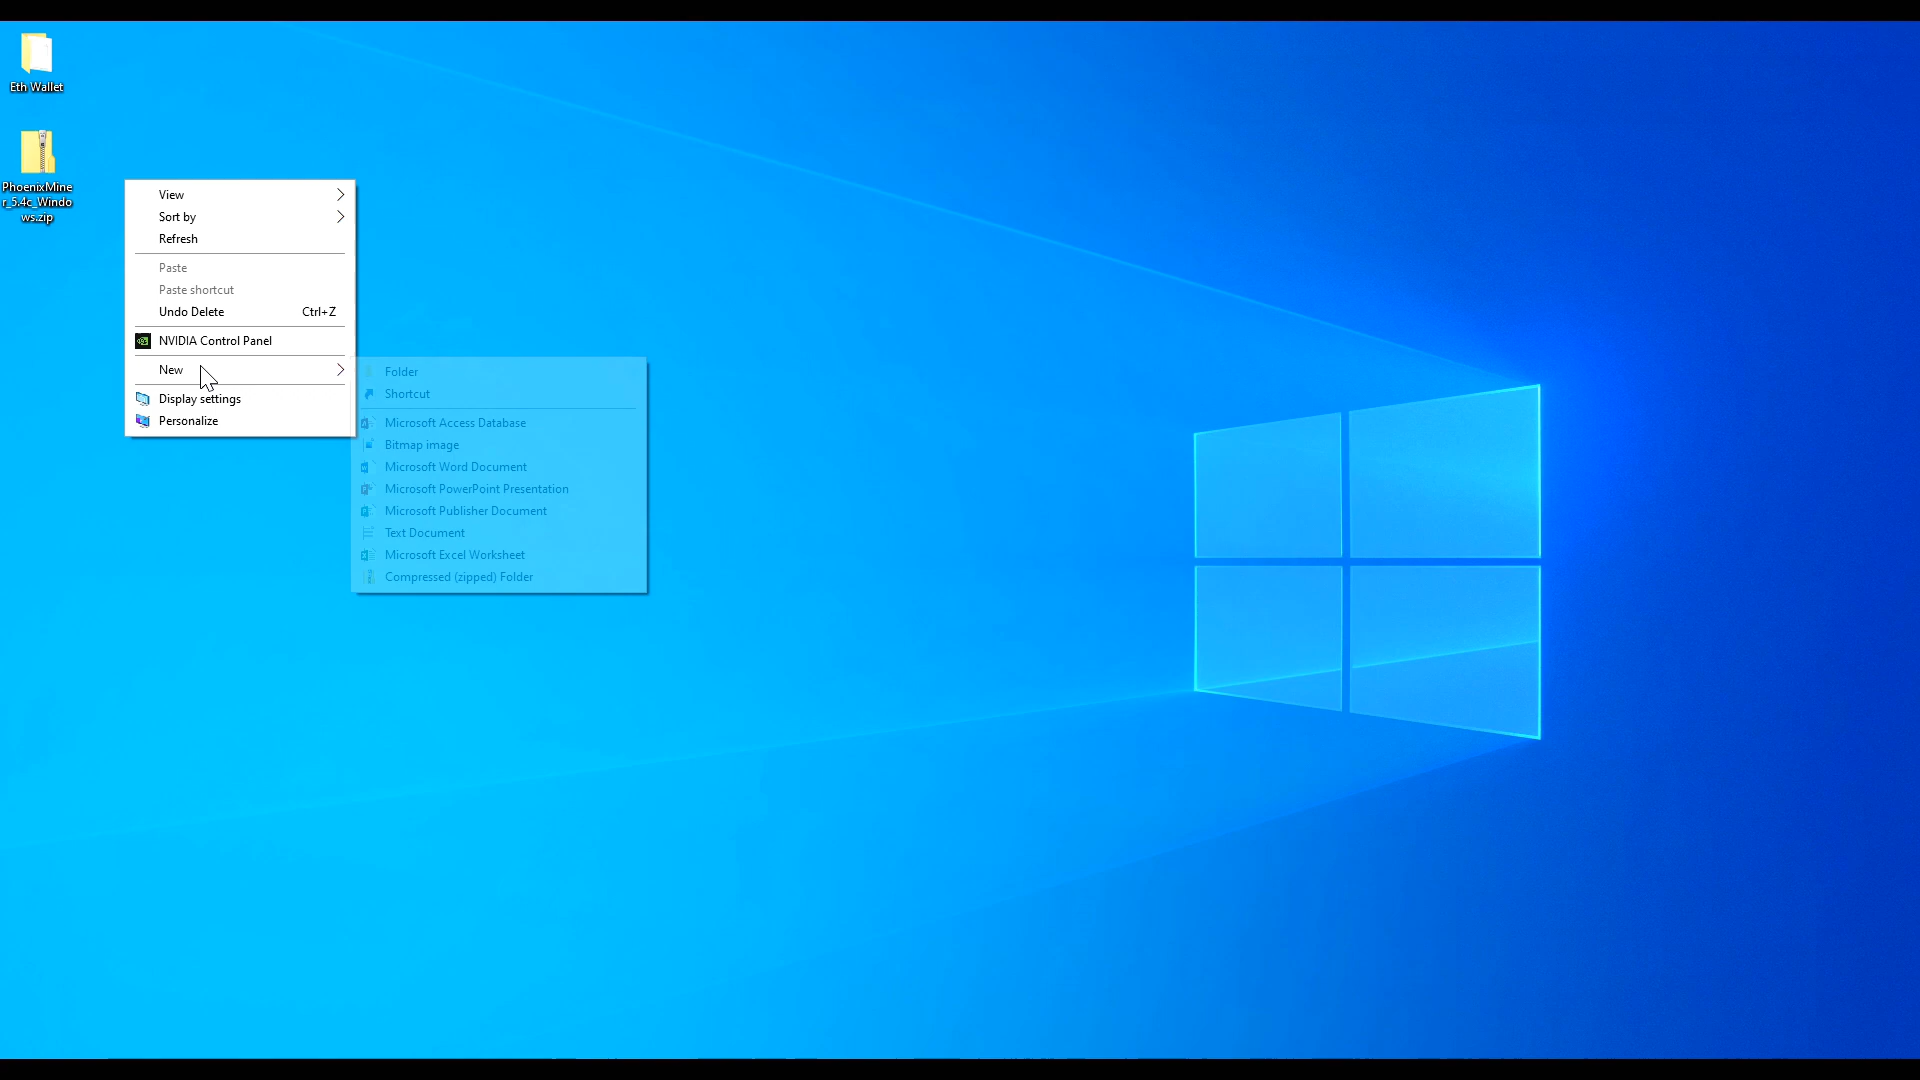 Eth Wallet
PhoenixMine
r_5.4c_Windo
ws.zip
View
Sort by
Refresh
Paste
Paste shortcut
Undo Delete Ctrl+Z
NVIDIA Control Panel
New
Display settings
Personalize
Folder
Shortcut
Microsoft Access Database
Bitmap image
Microsoft Word Document
Microsoft PowerPoint Presentation
Microsoft Publisher Document
Text Document
Microsoft Excel Worksheet
Compressed (zipped) Folder